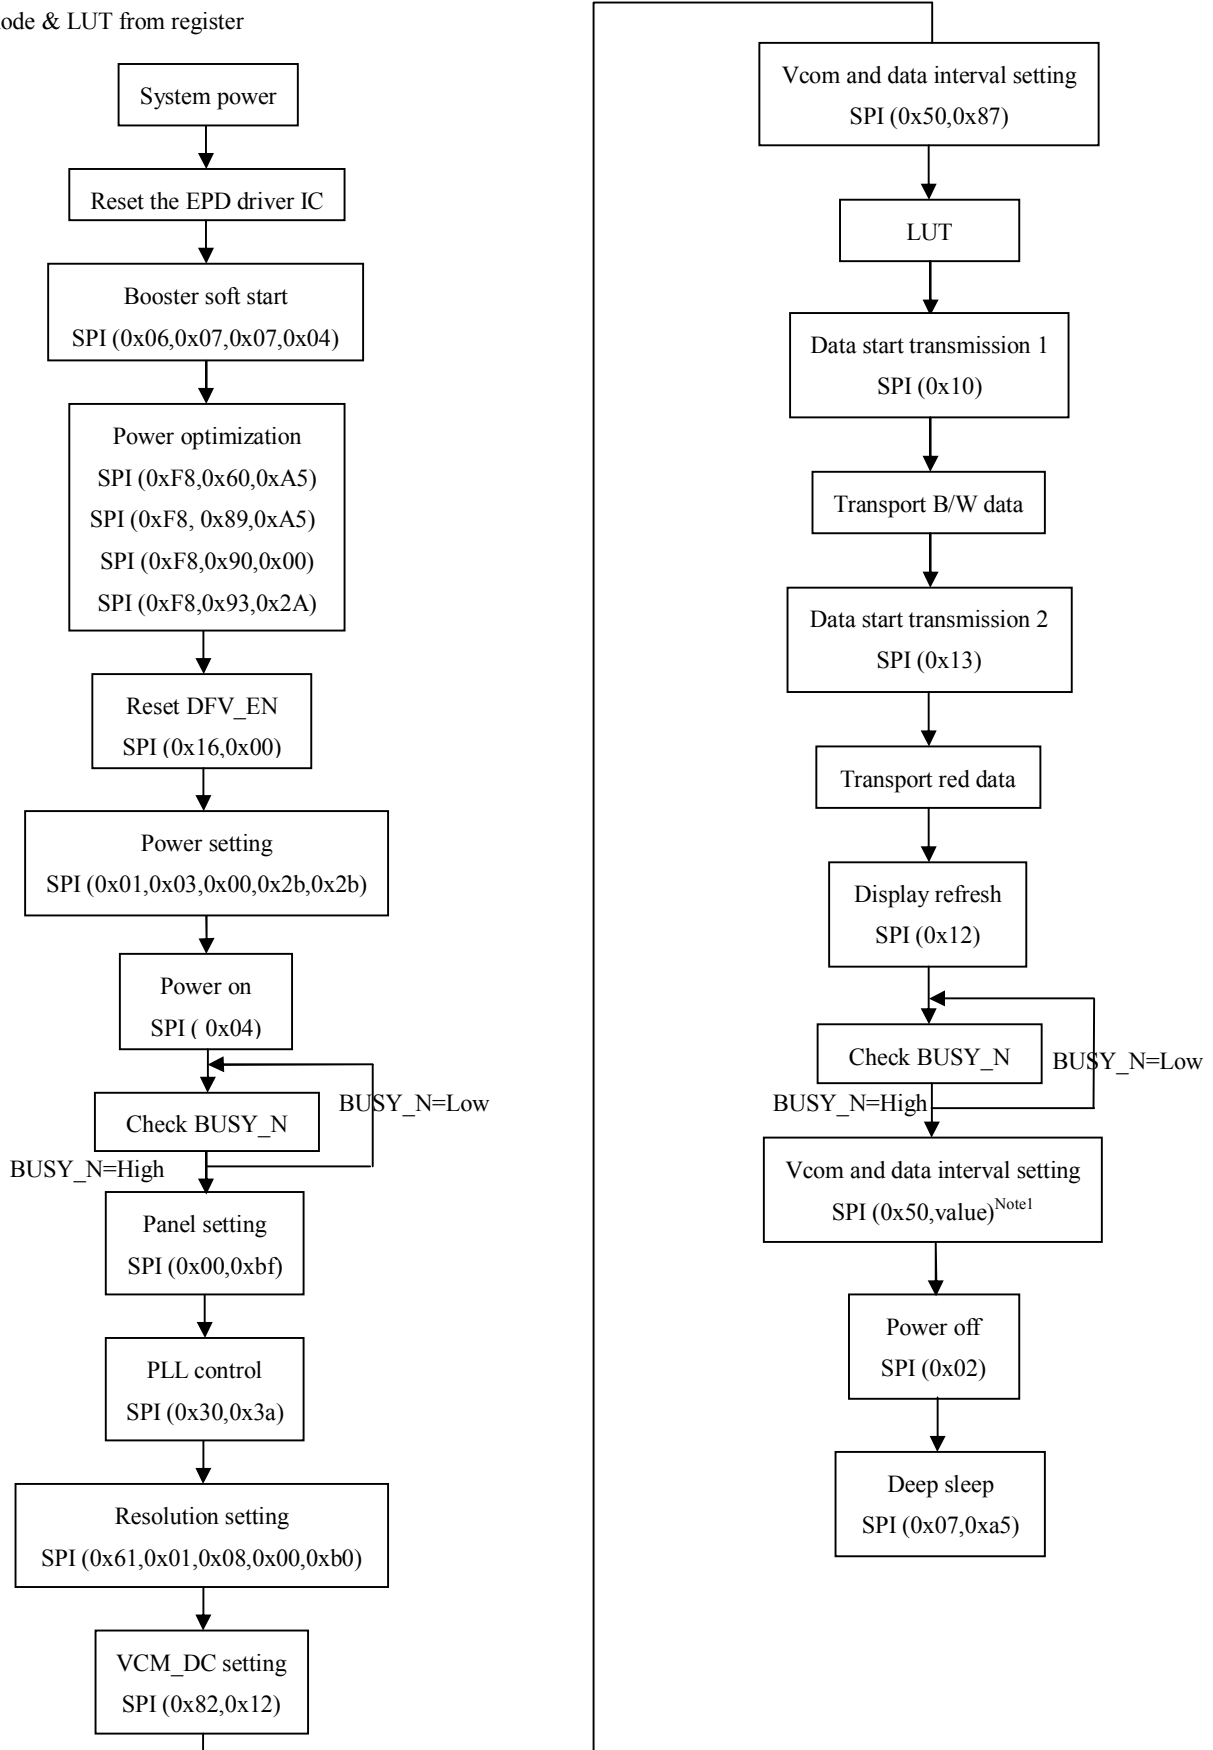 ode & LUT from register
System power
Reset the EPD driver IC
Booster soft start
SPI (0x06,0x07,0x07,0x04)
Power optimization
SPI (0xF8,0x60,0xA5)
SPI (0xF8, 0x89,0xA5)
SPI (0xF8,0x90,0x00)
SPI (0xF8,0x93,0x2A)
Reset DFV_EN
SPI (0x16,0x00)
Power setting
SPI (0x01,0x03,0x00,0x2b,0x2b)
Power on
SPI ( 0x04)
Check BUSY_N
BUSY_N=Low
BUSY_N=High
Panel setting
SPI (0x00,0xbf)
PLL control
SPI (0x30,0x3a)
Resolution setting
SPI (0x61,0x01,0x08,0x00,0xb0)
VCM_DC setting
SPI (0x82,0x12)
Vcom and data interval setting
SPI (0x50,0x87)
LUT
Data start transmission 1
SPI (0x10)
Transport B/W data
Data start transmission 2
SPI (0x13)
Transport red data
Display refresh
SPI (0x12)
Check BUSY_N
BUSY_N=Low
BUSY_N=High
Vcom and data interval setting
SPI (0x50,value)Note1
Power off
SPI (0x02)
Deep sleep
SPI (0x07,0xa5)